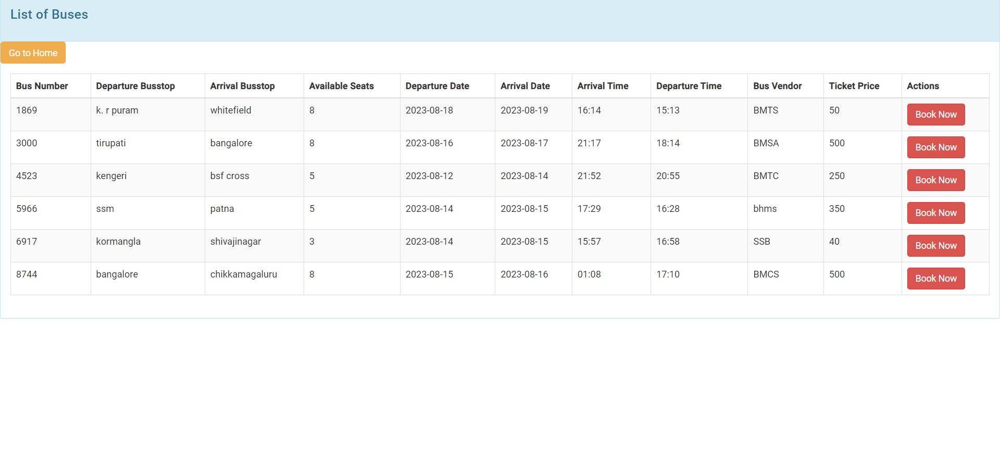 List of Buses
Go to Home
Bus Number Departure Busstop Arrival Busstop Available Seats Departure Date Arrival Date Arrival Time Departure Time Bus Vendor Ticket Price Actions
1869 k. r puram whitefield 8 2023-08-18 2023-08-19 16:14 15:13 BMTS 50 Book Now
3000 tirupati bangalore 8 2023-08-16 2023-08-17 21:17 18:14 BMSA 500 Book Now
4523 kengeri bsf cross 5 2023-08-12 2023-08-14 21:52 20:55 BMTC 250 Book Now
5966 ssm patna 5 2023-08-14 2023-08-15 17:29 16:28 bhms 350 Book Now
6917 kormangla shivajinagar 3 2023-08-14 2023-08-15 15:57 16:58 SSB 40 Book Now
8744 bangalore chikkamagaluru 8 2023-08-15 2023-08-16 01:08 17:10 BMCS 500 Book Now